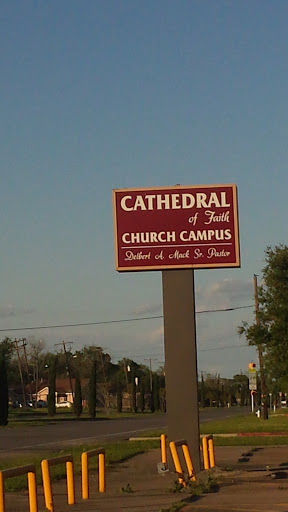 CATHEDRAL
of Faith
CHURCH CAMPUS
Delbert A. Mack Sr. Pastor